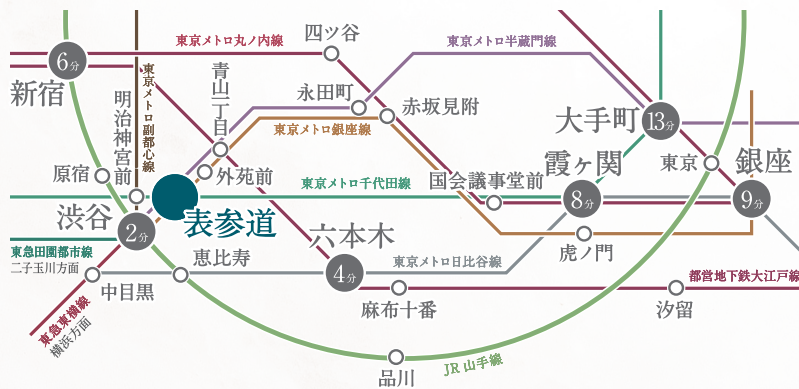 四ツ谷
東京メトロ丸ノ内線
東京メトロ半蔵門線
6分
新宿
東京メトロ副都心線
青山一丁目
永田町
赤坂見附
明治神宮前
東京メトロ銀座線
大手町
13分
原宿
外苑前
東京メトロ千代田線
国会議事堂前
霞ヶ関
8分
東京
銀座
9分
渋谷
2分
表参道
六本木
4分
虎ノ門
東急田園都市線
二子玉川方面
恵比寿
東京メトロ日比谷線
都営地下鉄大江戸線
中目黒
麻布十番
汐留
東急東横線
横浜方面
品川
JR 山手線